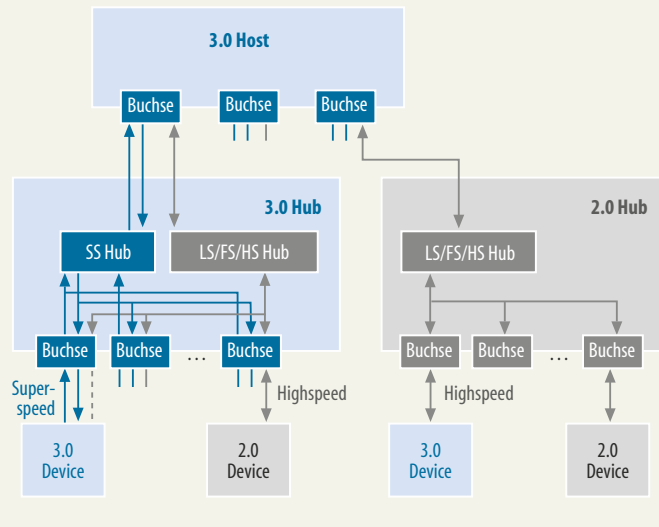 3.0 Host
Buchse
Buchse
Buchse
3.0 Hub
2.0 Hub
SS Hub
LS/FS/HS Hub
LS/FS/HS Hub
Buchse
Buchse
…
Buchse
Buchse
Buchse
…
Buchse
Super-
speed
Highspeed
Highspeed
3.0
Device
2.0
Device
3.0
Device
2.0
Device